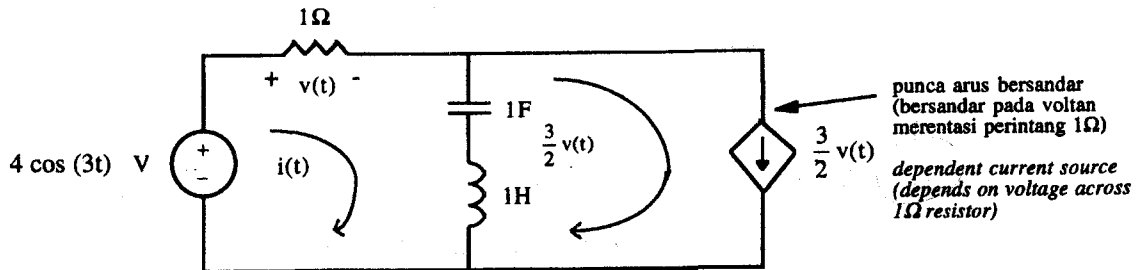 1Ω
+ v(t) -
1F
3/2 v(t)
4 cos (3t) V
+
-
i(t)
1H
3/2 v(t)
punca arus bersandar
(bersandar pada voltan
merentasi perintang 1Ω)
dependent current source
(depends on voltage across
1Ω resistor)